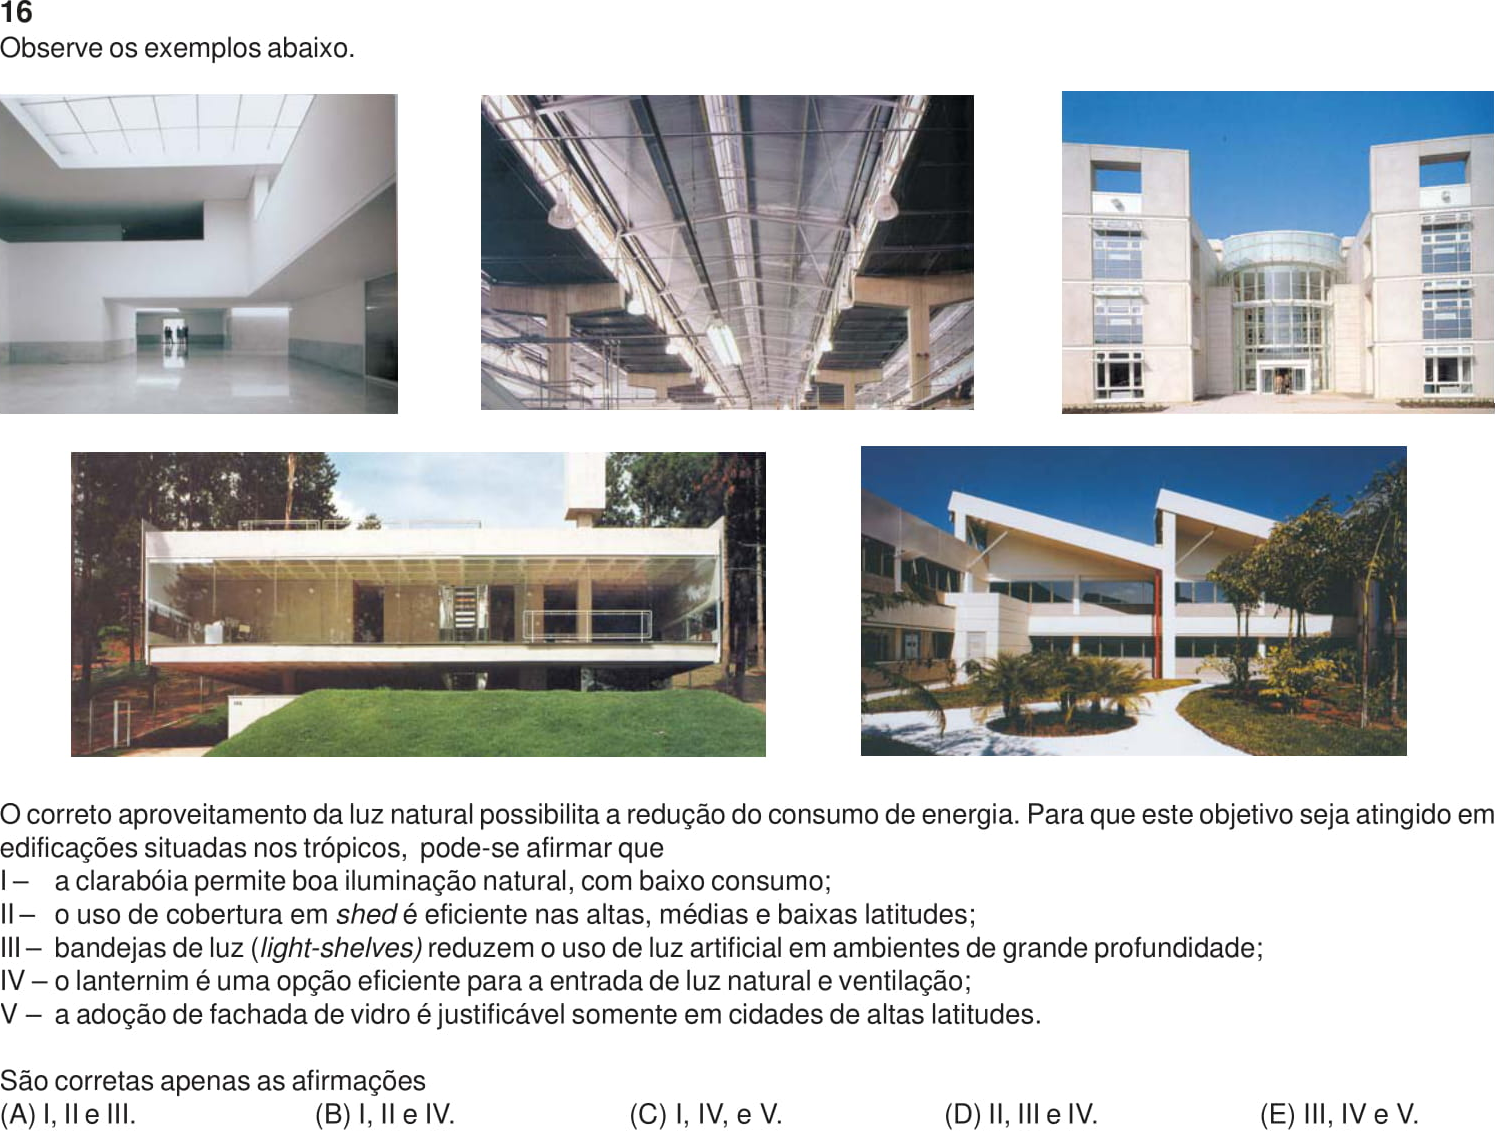 16
Observe os exemplos abaixo.
O correto aproveitamento da luz natural possibilita a redução do consumo de energia. Para que este objetivo seja atingido em
edificações situadas nos trópicos, pode-se afirmar que
I – a clarabóia permite boa iluminação natural, com baixo consumo;
II – o uso de cobertura em shed é eficiente nas altas, médias e baixas latitudes;
III – bandejas de luz (light-shelves) reduzem o uso de luz artificial em ambientes de grande profundidade;
IV – o lanternim é uma opção eficiente para a entrada de luz natural e ventilação;
V – a adoção de fachada de vidro é justificável somente em cidades de altas latitudes.
São corretas apenas as afirmações
(A) I, II e III. (B) I, II e IV. (C) I, IV, e V. (D) II, III e IV. (E) III, IV e V.